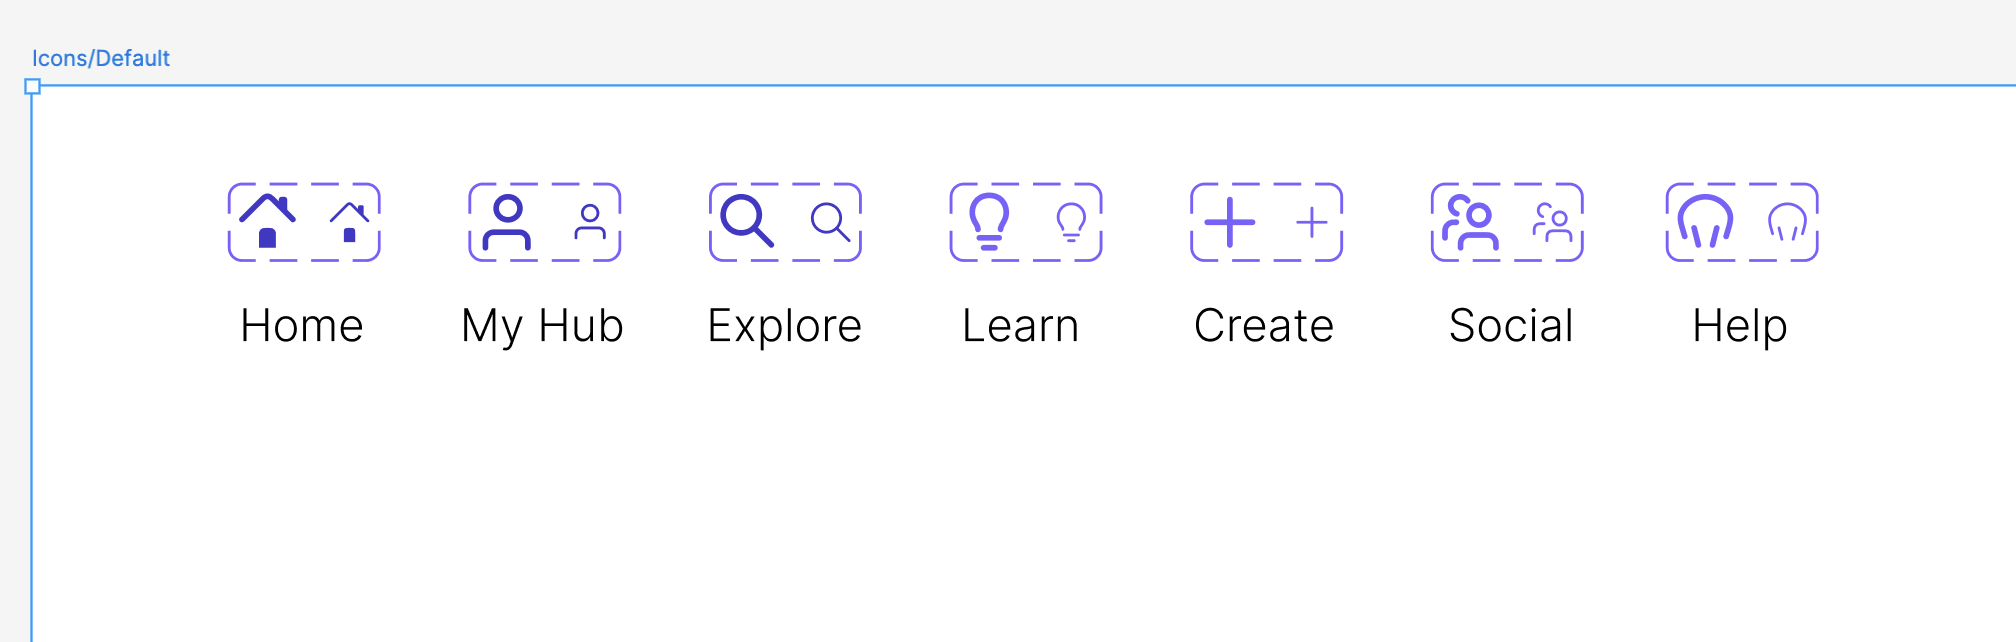 Icons/Default
Home
My Hub
Explore
Learn
Create
Social
Help